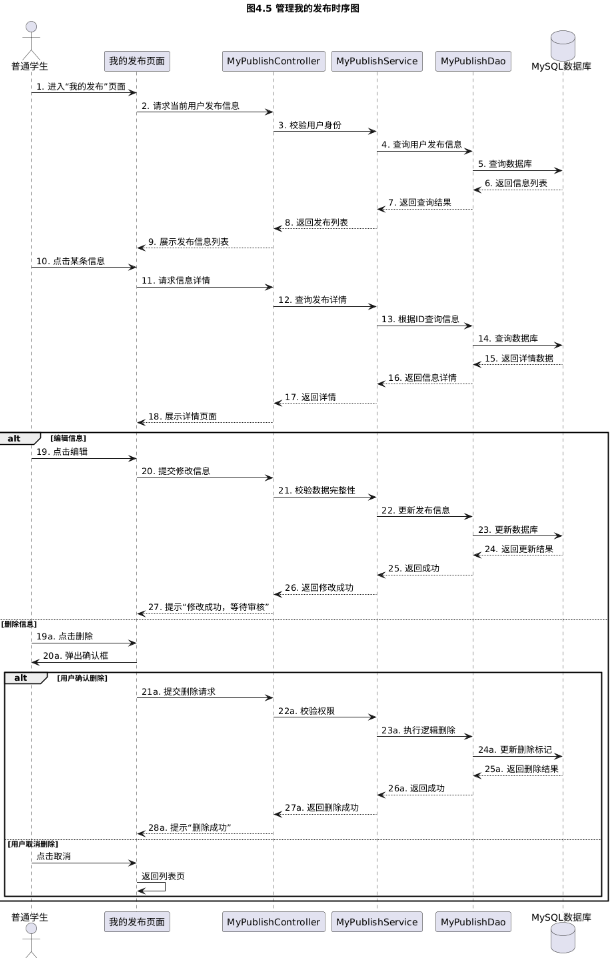 图4.5 管理我的发布时序图
普通学生
我的发布页面
MyPublishController
MyPublishService
MyPublishDao
MySQL数据库
1. 进入“我的发布”页面
2. 请求当前用户发布信息
3. 校验用户身份
4. 查询用户发布信息
5. 查询数据库
6. 返回信息列表
7. 返回查询结果
8. 返回发布列表
9. 展示发布信息列表
10. 点击某条信息
11. 请求信息详情
12. 查询发布详情
13. 根据ID查询信息
14. 查询数据库
15. 返回详情数据
16. 返回信息详情
17. 返回详情
18. 展示详情页面
alt [编辑信息]
19. 点击编辑
20. 提交修改信息
21. 校验数据完整性
22. 更新发布信息
23. 更新数据库
24. 返回更新结果
25. 返回成功
26. 返回修改成功
27. 提示“修改成功，等待审核”
[删除信息]
19a. 点击删除
20a. 弹出确认框
alt [用户确认删除]
21a. 提交删除请求
22a. 校验权限
23a. 执行逻辑删除
24a. 更新删除标记
25a. 返回删除结果
26a. 返回成功
27a. 返回删除成功
28a. 提示“删除成功”
[用户取消删除]
点击取消
返回列表页
普通学生
我的发布页面
MyPublishController
MyPublishService
MyPublishDao
MySQL数据库